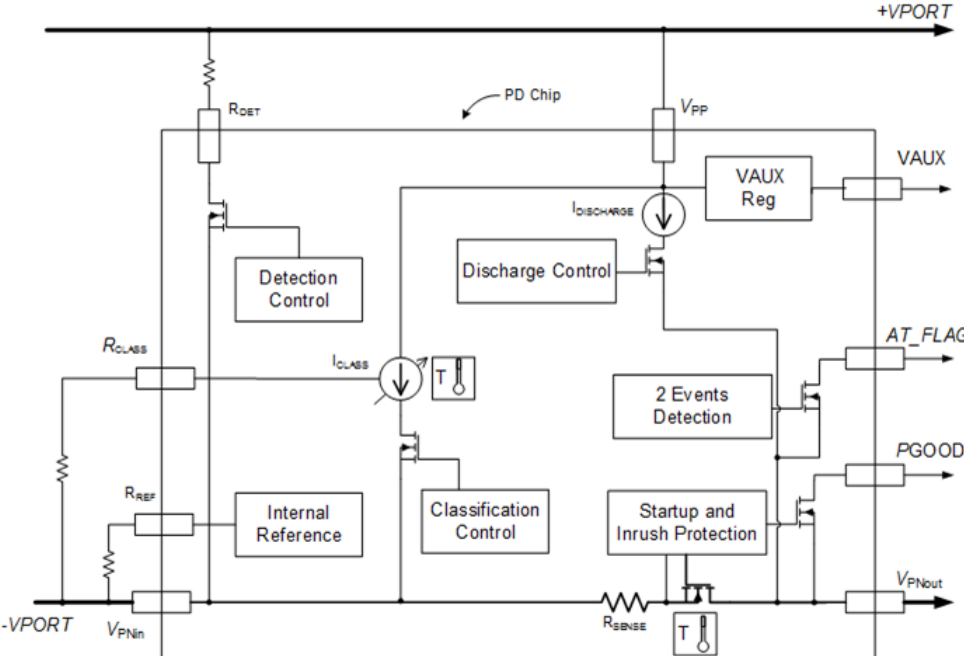 +VPORT
PD Chip
RDET
VPP
VAUX
VAUX
Reg
IDISCHARGE
Discharge Control
Detection
Control
RCLASS
ICLASS
T
AT_FLAG
2 Events
Detection
PGOOD
RREF
Internal
Reference
Classification
Control
Startup and
Inrush Protection
VPNout
-VPORT
VPNin
RSENSE
T